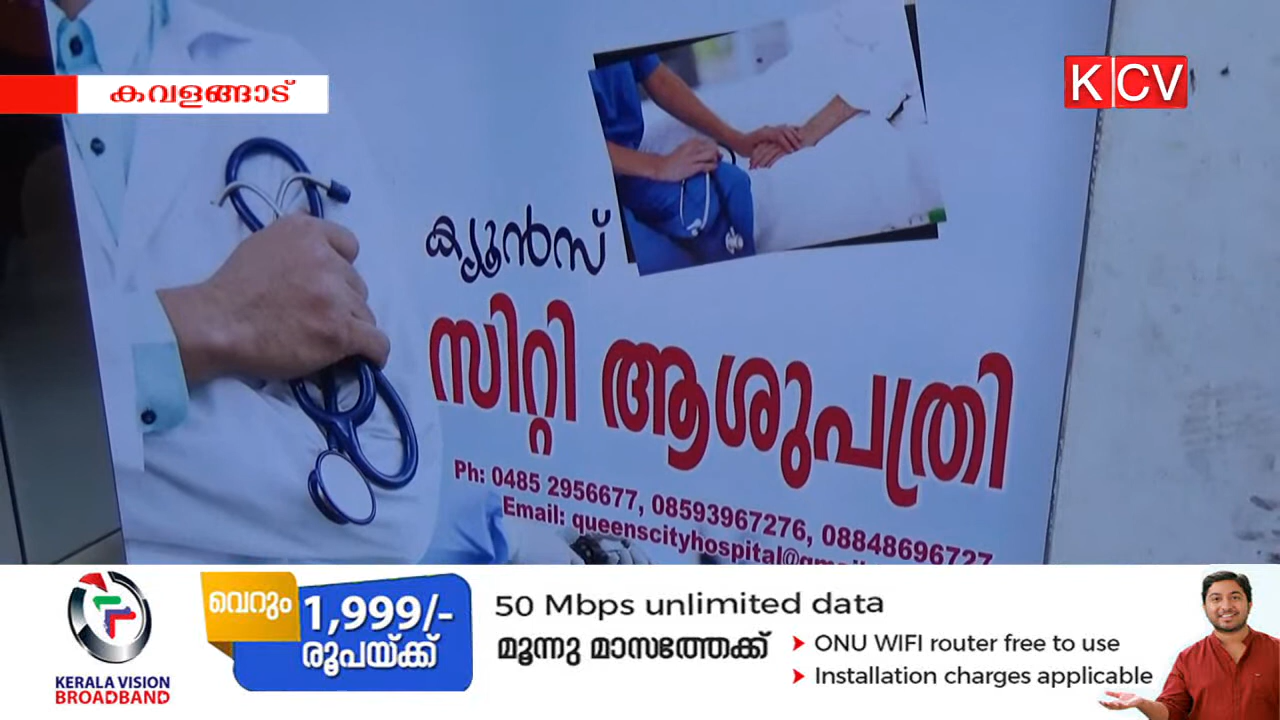 കവളങ്ങാട്
KCV
ക്യൂൻസ്
സിറ്റി ആശുപത്രി
Ph: 0485 2956677, 08593967276, 08848696727
Email: queenscityhospital@gmail
KERALA VISION
BROADBAND
വെറും
1,999/-
രൂപയ്ക്ക്
50 Mbps unlimited data
മൂന്നു മാസത്തേക്ക്
ONU WIFI router free to use
Installation charges applicable